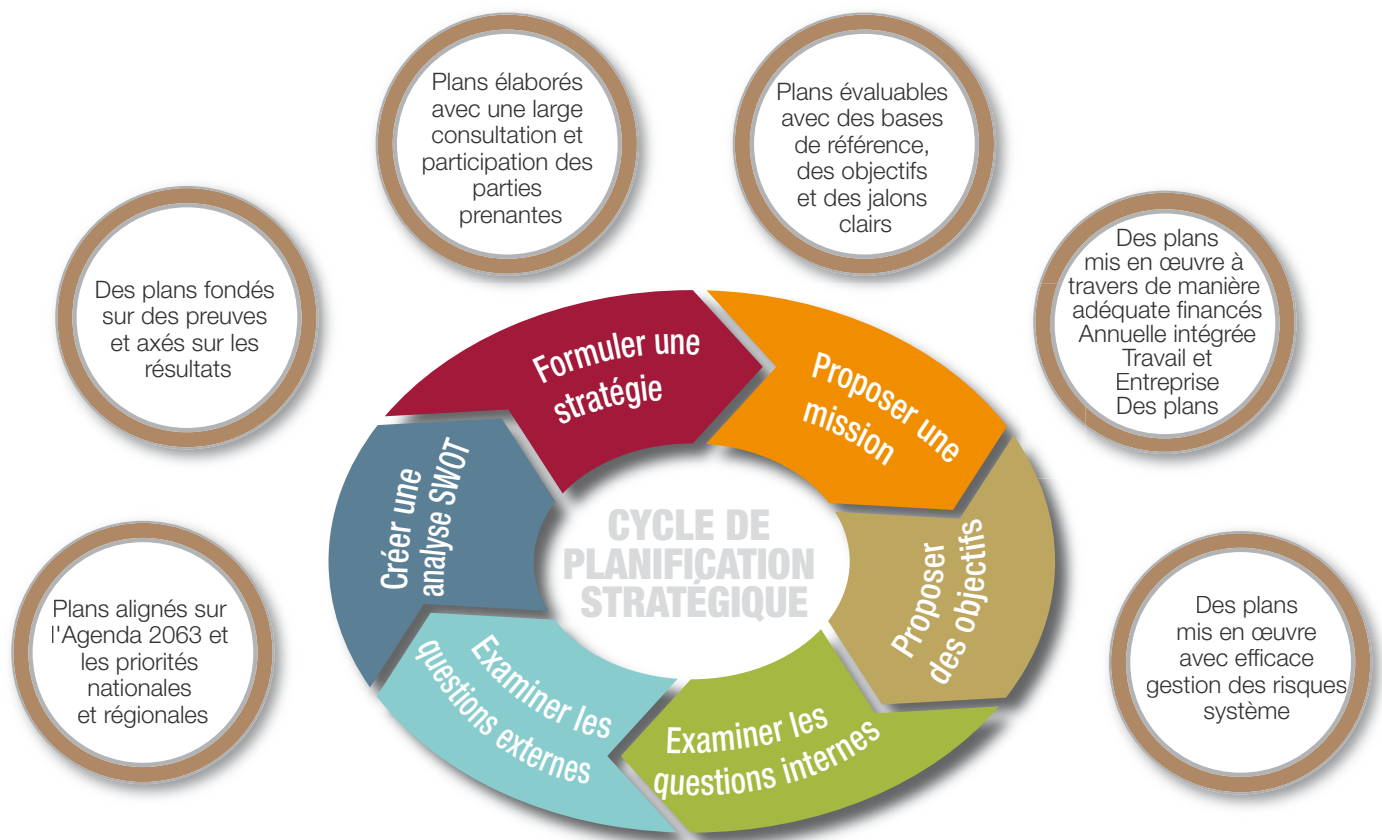 Plans élaborés
avec une large
consultation et
participation des
parties
prenantes
Plans évaluables
avec des bases
de référence,
des objectifs
et des jalons
clairs
Des plans fondés
sur des preuves
et axés sur les
résultats
Des plans
mis en œuvre à
travers de manière
adéquate financés
Annuelle intégrée
Travail et
Entreprise
Des plans
Plans alignés sur
l'Agenda 2063 et
les priorités
nationales
et régionales
Des plans
mis en œuvre
avec efficace
gestion des risques
système
Formuler une
stratégie
Proposer une
mission
Proposer
des objectifs
Examiner les
questions internes
Examiner les
questions externes
Créer une
analyse SWOT
CYCLE DE
PLANIFICATION
STRATÉGIQUE